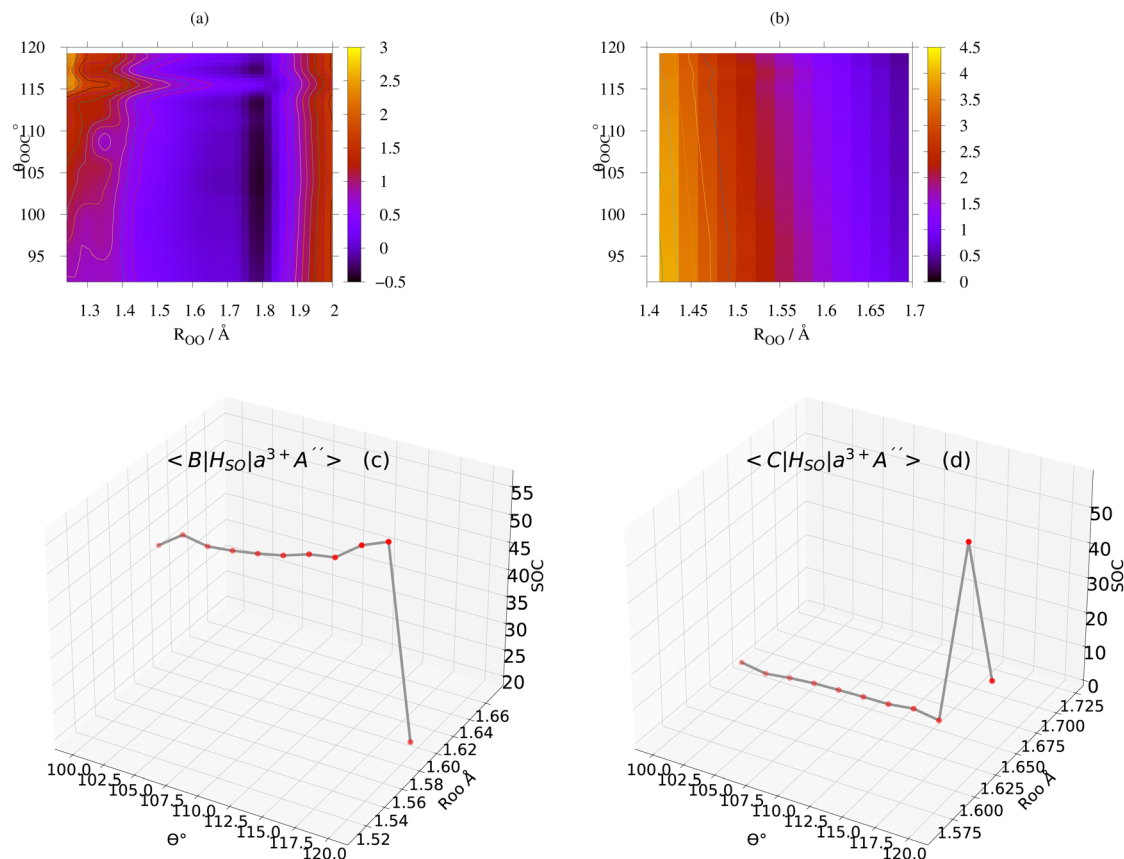 (a)
120
115
110
105
100
95
θOOC °
1.3 1.4 1.5 1.6 1.7 1.8 1.9 2
ROO / Å
3
2.5
2
1.5
1
0.5
0
−0.5
(b)
120
115
110
105
100
95
θOOC °
1.4 1.45 1.5 1.55 1.6 1.65 1.7
ROO / Å
4.5
4
3.5
3
2.5
2
1.5
1
0.5
0
< B|HSO|a³⁺A´´> (c)
55
50
45
40
35
30
25
20
SOC
100.0 102.5 105.0 107.5 110.0 112.5 115.0 117.5 120.0
Θ°
1.52 1.54 1.56 1.58 1.60 1.62 1.64 1.66
Roo Å
< C|HSO|a³⁺A´´> (d)
50
40
30
20
10
0
SOC
100.0 102.5 105.0 107.5 110.0 112.5 115.0 117.5 120.0
Θ°
1.575 1.600 1.625 1.650 1.675 1.700 1.725
Roo Å